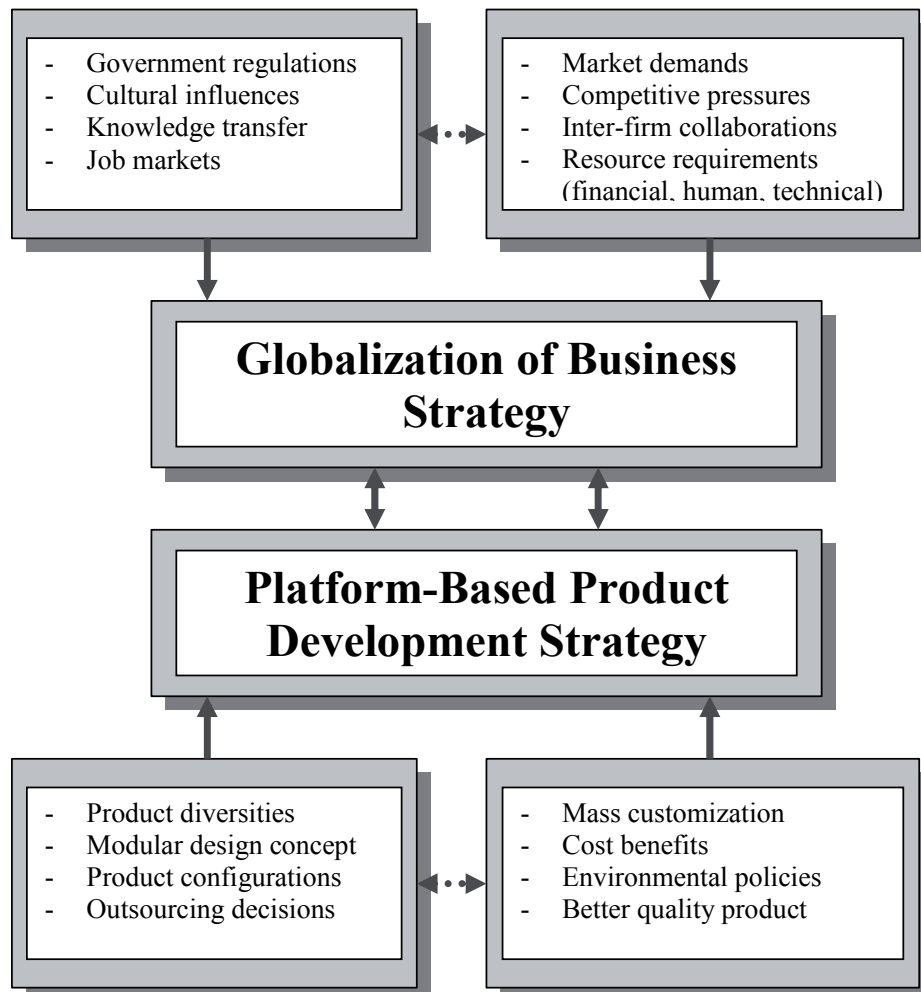 - Government regulations
- Cultural influences
- Knowledge transfer
- Job markets
- Market demands
- Competitive pressures
- Inter-firm collaborations
- Resource requirements
(financial, human, technical)
Globalization of Business
Strategy
Platform-Based Product
Development Strategy
- Product diversities
- Modular design concept
- Product configurations
- Outsourcing decisions
- Mass customization
- Cost benefits
- Environmental policies
- Better quality product